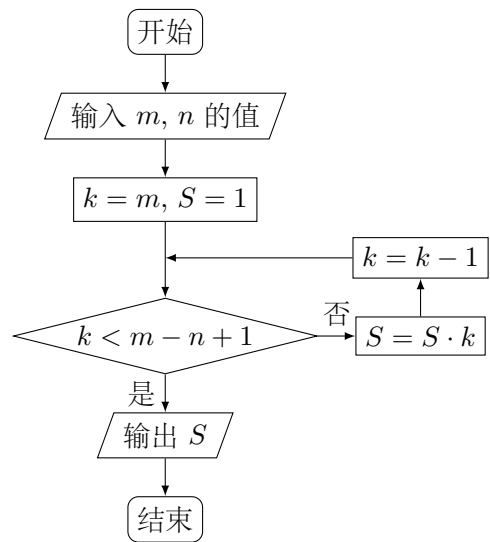 开始
输入 m, n 的值
k = m, S = 1
k = k − 1
k < m − n + 1
否
S = S · k
是
输出 S
结束